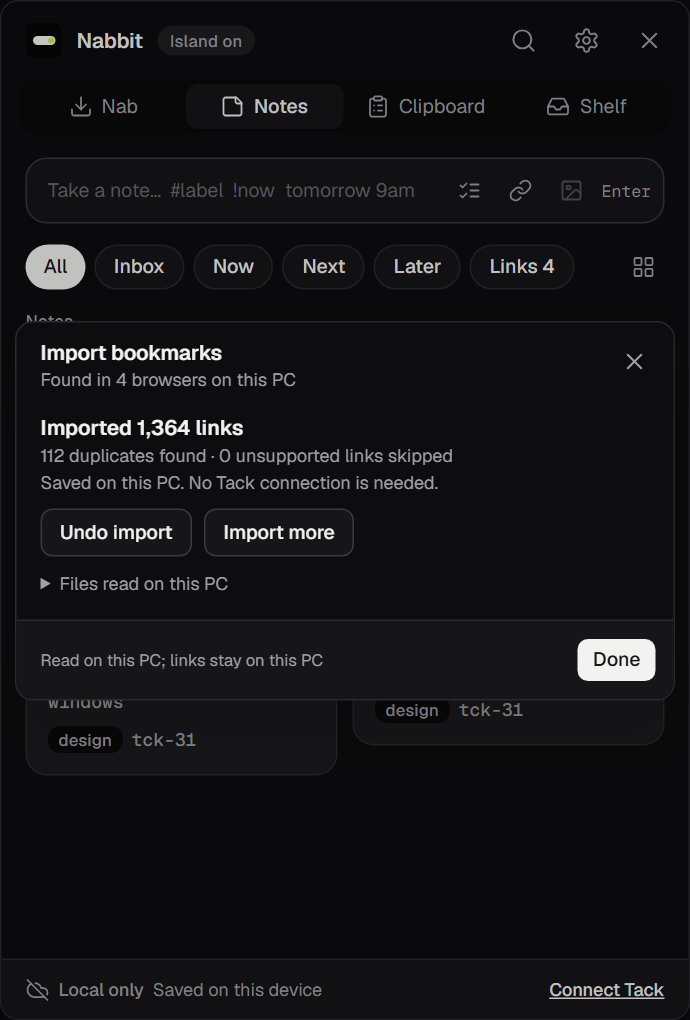 Nabbit Island on
Nab Notes Clipboard Shelf
Take a note... #label !now tomorrow 9am Enter
All Inbox Now Next Later Links 4
Notes
Import bookmarks
Found in 4 browsers on this PC
Imported 1,364 links
112 duplicates found · 0 unsupported links skipped
Saved on this PC. No Tack connection is needed.
Undo import Import more
Files read on this PC
Read on this PC; links stay on this PC Done
windows
design tck-31
design tck-31
Local only Saved on this device Connect Tack